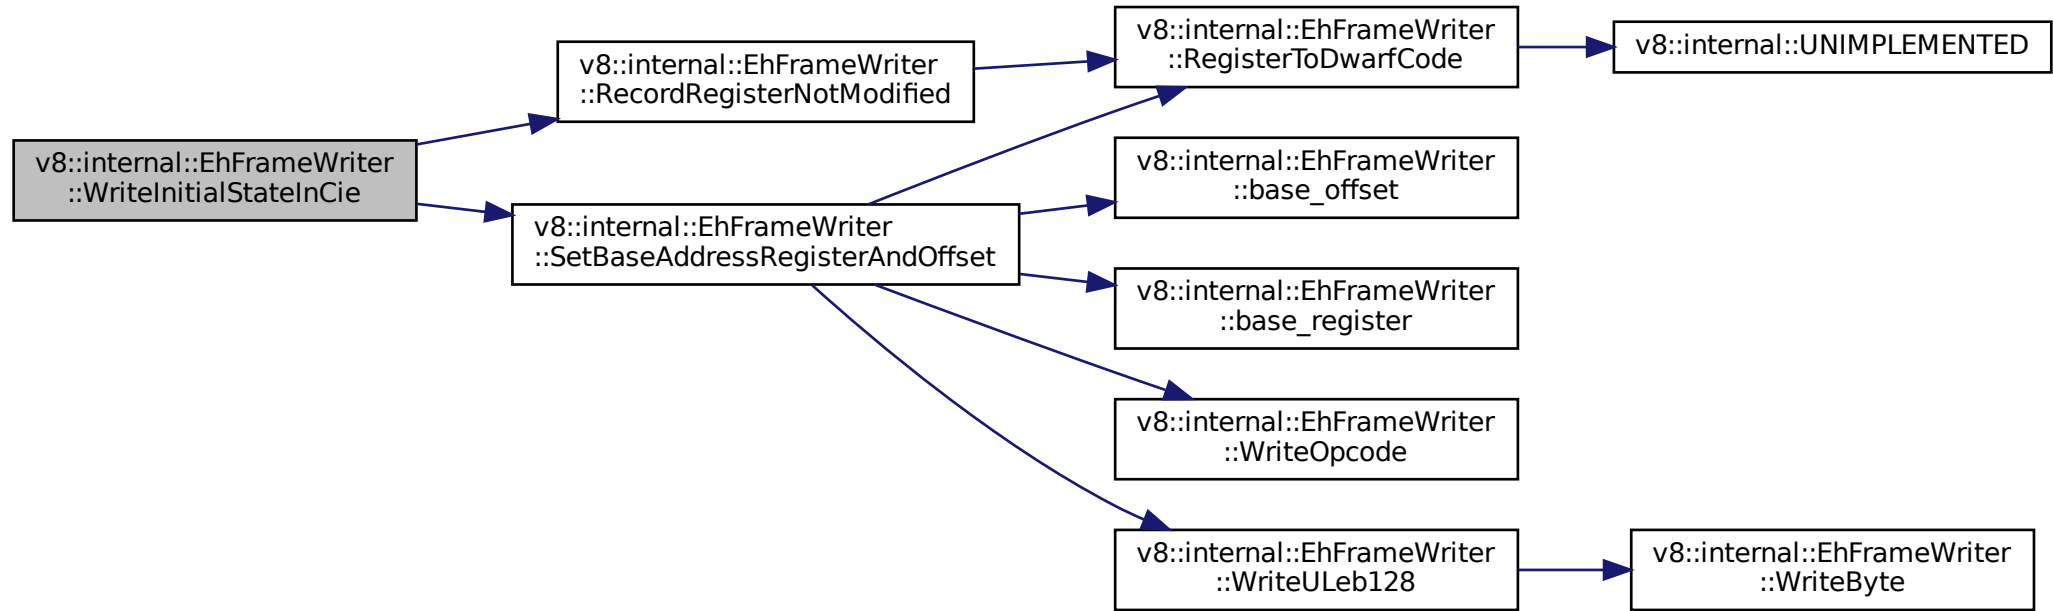 v8::internal::EhFrameWriter
::WriteInitialStateInCie
v8::internal::EhFrameWriter
::RecordRegisterNotModified
v8::internal::EhFrameWriter
::SetBaseAddressRegisterAndOffset
v8::internal::EhFrameWriter
::RegisterToDwarfCode
v8::internal::UNIMPLEMENTED
v8::internal::EhFrameWriter
::base_offset
v8::internal::EhFrameWriter
::base_register
v8::internal::EhFrameWriter
::WriteOpcode
v8::internal::EhFrameWriter
::WriteULeb128
v8::internal::EhFrameWriter
::WriteByte